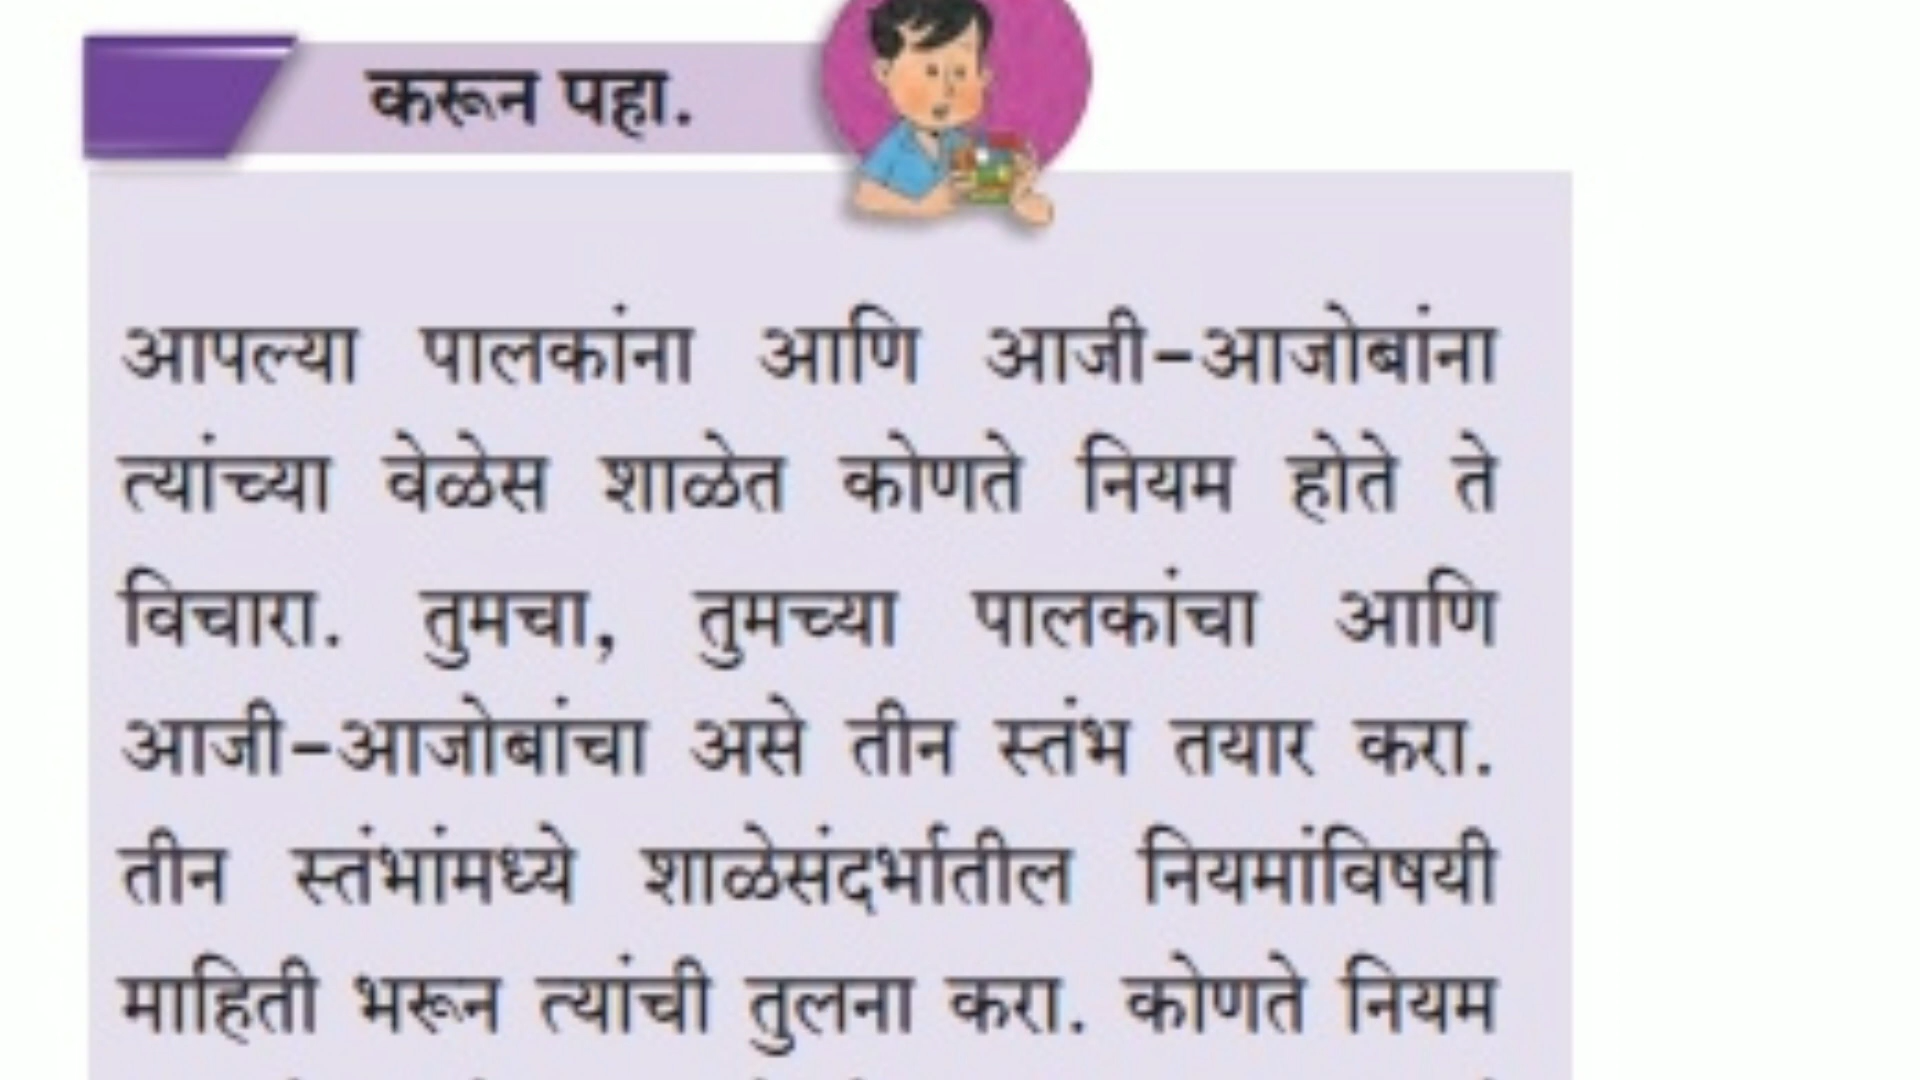 करून पहा.
आपल्या पालकांना आणि आजी-आजोबांना
त्यांच्या वेळेस शाळेत कोणते नियम होते ते
विचारा. तुमचा, तुमच्या पालकांचा आणि
आजी-आजोबांचा असे तीन स्तंभ तयार करा.
तीन स्तंभांमध्ये शाळेसंदर्भातील नियमांविषयी
माहिती भरून त्यांची तुलना करा. कोणते नियम